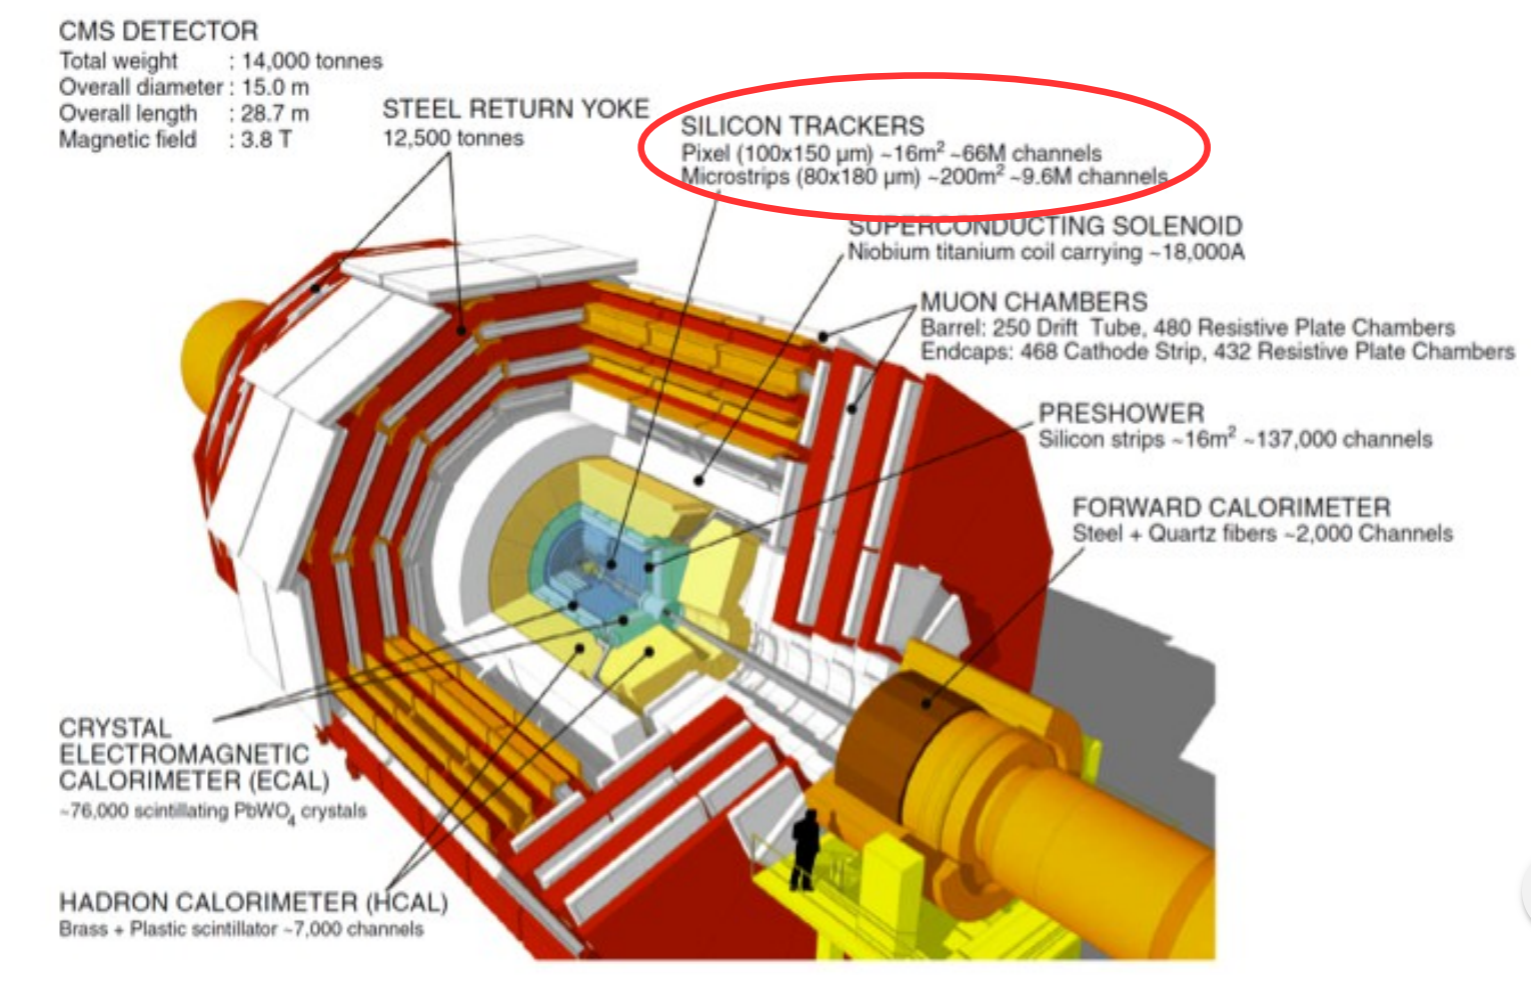 CMS DETECTOR
Total weight : 14,000 tonnes
Overall diameter : 15.0 m
Overall length : 28.7 m
Magnetic field : 3.8 T
STEEL RETURN YOKE
12,500 tonnes
SILICON TRACKERS
Pixel (100x150 μm) ~16m² ~66M channels
Microstrips (80x180 μm) ~200m² ~9.6M channels
SUPERCONDUCTING SOLENOID
Niobium titanium coil carrying ~18,000A
MUON CHAMBERS
Barrel: 250 Drift Tube, 480 Resistive Plate Chambers
Endcaps: 468 Cathode Strip, 432 Resistive Plate Chambers
PRESHOWER
Silicon strips ~16m² ~137,000 channels
FORWARD CALORIMETER
Steel + Quartz fibers ~2,000 Channels
CRYSTAL
ELECTROMAGNETIC
CALORIMETER (ECAL)
~76,000 scintillating PbWO₄ crystals
HADRON CALORIMETER (HCAL)
Brass + Plastic scintillator ~7,000 channels